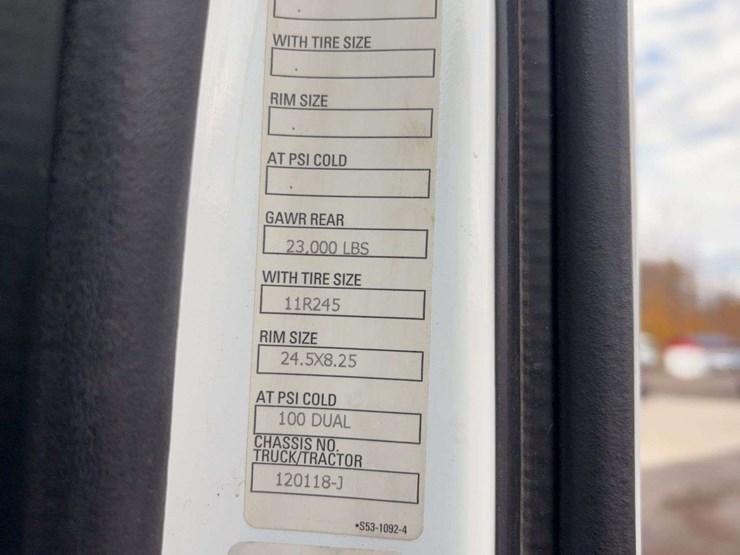 WITH TIRE SIZE
RIM SIZE
AT PSI COLD
GAWR REAR
23,000 LBS
WITH TIRE SIZE
11R245
RIM SIZE
24.5X8.25
AT PSI COLD
100 DUAL
CHASSIS NO.
TRUCK/TRACTOR
120118-J
•S53-1092-4